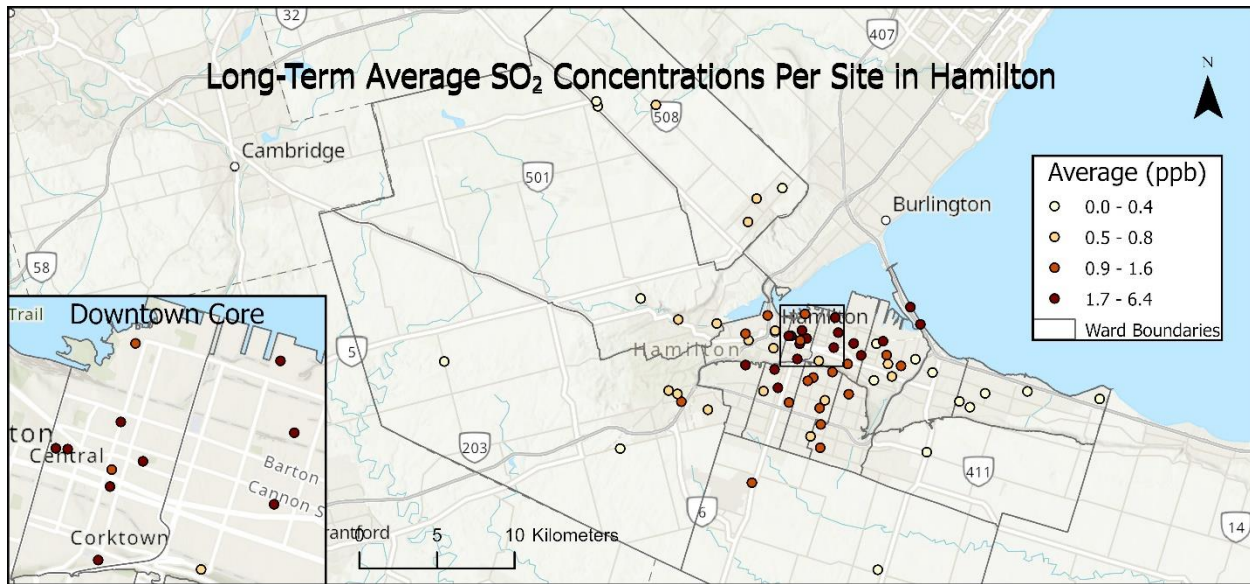 32
407
Long-Term Average SO₂ Concentrations Per Site in Hamilton
N
508
Cambridge
501
Average (ppb)
0.0 - 0.4
0.5 - 0.8
0.9 - 1.6
1.7 - 6.4
Ward Boundaries
Burlington
58
Trail
Downtown Core
Hamilton
Hamilton
5
ton
Central
Barton
Cannon S
Corktown
203
411
6
14
rantford
0 5 10 Kilometers